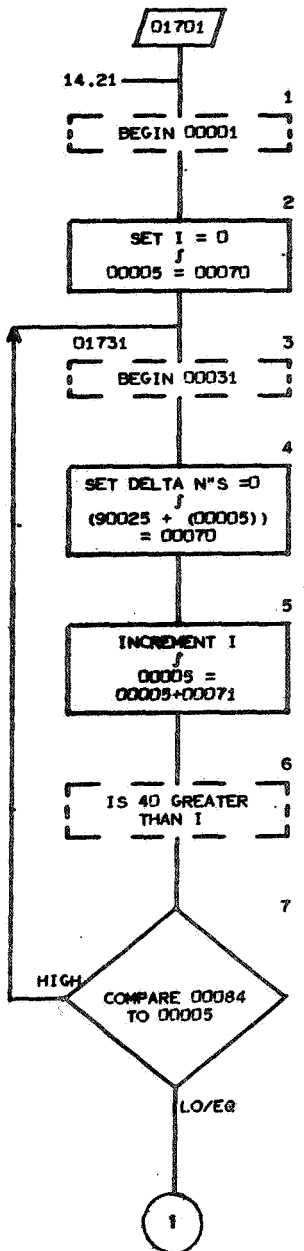 01701
14.21
1
BEGIN 00001
2
SET I = 0
∫
00005 = 00070
01731
3
BEGIN 00031
4
SET DELTA N"S =0
∫
(90025 + (00005))
= 00070
5
INCREMENT I
∫
00005 =
00005+00071
6
IS 40 GREATER
THAN I
7
HIGH
COMPARE 00084
TO 00005
LO/EQ
1